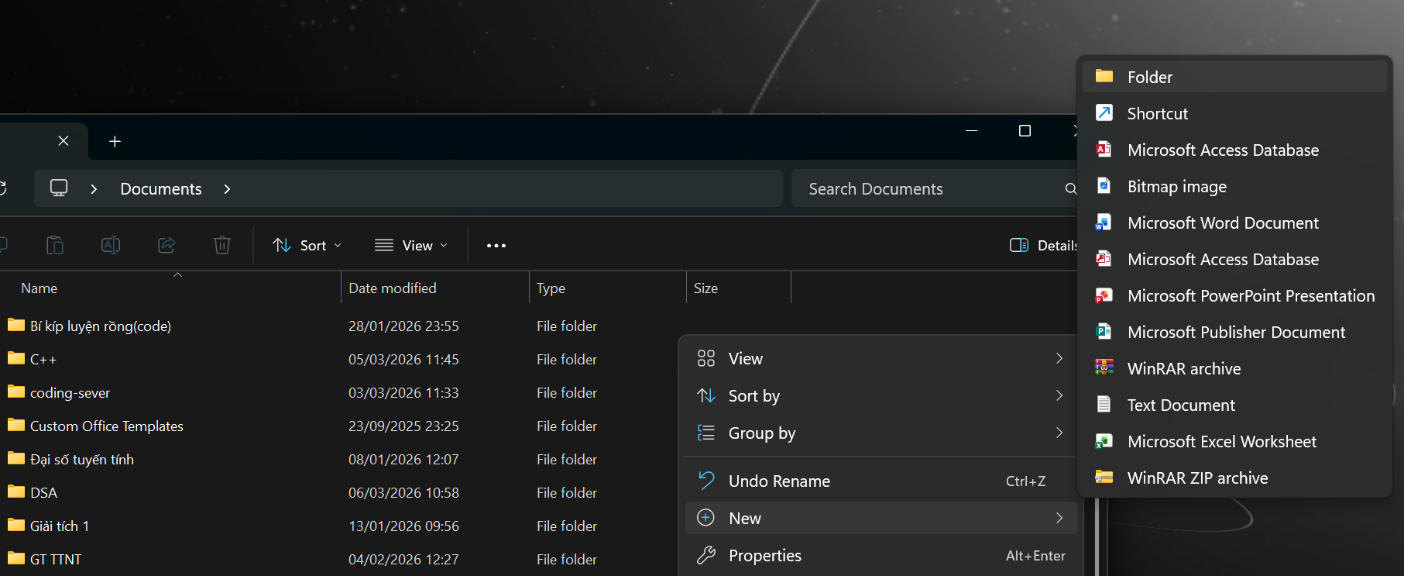 Documents
Search Documents
Sort
View
Details
Name
Date modified
Type
Size
Bí kíp luyện rồng(code) 28/01/2026 23:55 File folder
C++ 05/03/2026 11:45 File folder
coding-sever 03/03/2026 11:33 File folder
Custom Office Templates 23/09/2025 23:25 File folder
Đại số tuyến tính 08/01/2026 12:07 File folder
DSA 06/03/2026 10:58 File folder
Giải tích 1 13/01/2026 09:56 File folder
GT TTNT 04/02/2026 12:27 File folder
View
Sort by
Group by
Undo Rename Ctrl+Z
New
Properties Alt+Enter
Folder
Shortcut
Microsoft Access Database
Bitmap image
Microsoft Word Document
Microsoft Access Database
Microsoft PowerPoint Presentation
Microsoft Publisher Document
WinRAR archive
Text Document
Microsoft Excel Worksheet
WinRAR ZIP archive